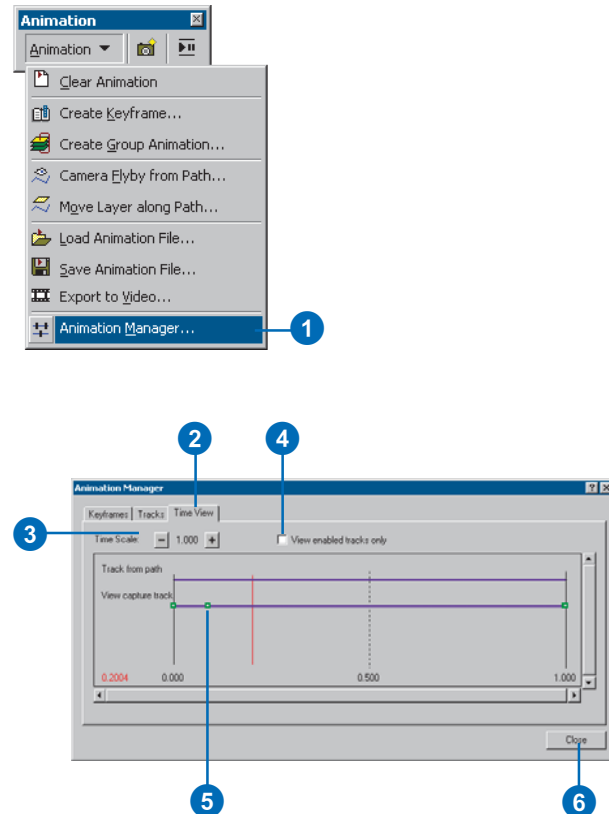 Animation
Animation
Clear Animation
Create Keyframe...
Create Group Animation...
Camera Flyby from Path...
Move Layer along Path...
Load Animation File...
Save Animation File...
Export to Video...
Animation Manager...
1
2
4
Animation Manager
Keyframes Tracks Time View
3
Time Scale: 1.000 View enabled tracks only
Track from path
View capture track
0.2004 0.000 0.500 1.000
Close
5
6